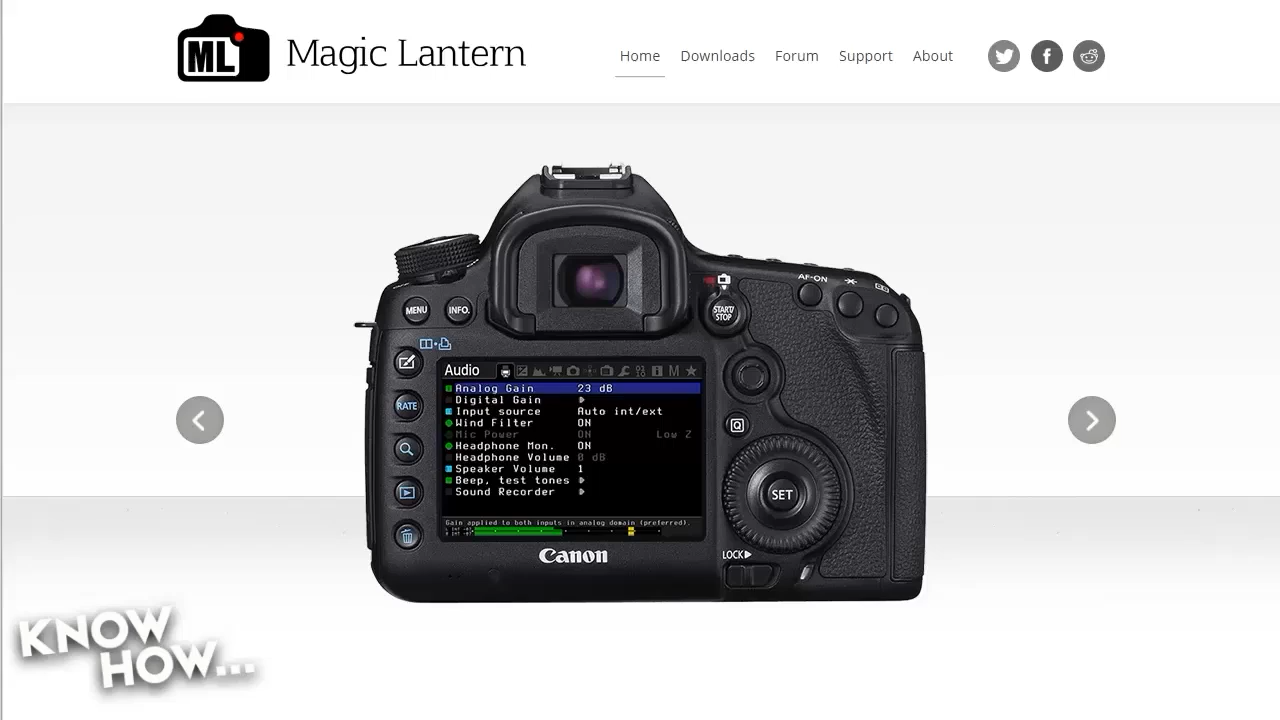 ML
Magic Lantern
Home Downloads Forum Support About
AF-ON
MENU INFO.
START/
STOP
RATE
Q
SET
LOCK
Audio
Analog Gain 23 dB
Digital Gain
Input source Auto int/ext
Wind Filter ON
Mic Power ON Low Z
Headphone Mon. ON
Headphone Volume 0 dB
Speaker Volume 1
Beep, test tones
Sound Recorder
Gain applied to both inputs in analog domain (preferred).
Canon
KNOW
HOW...